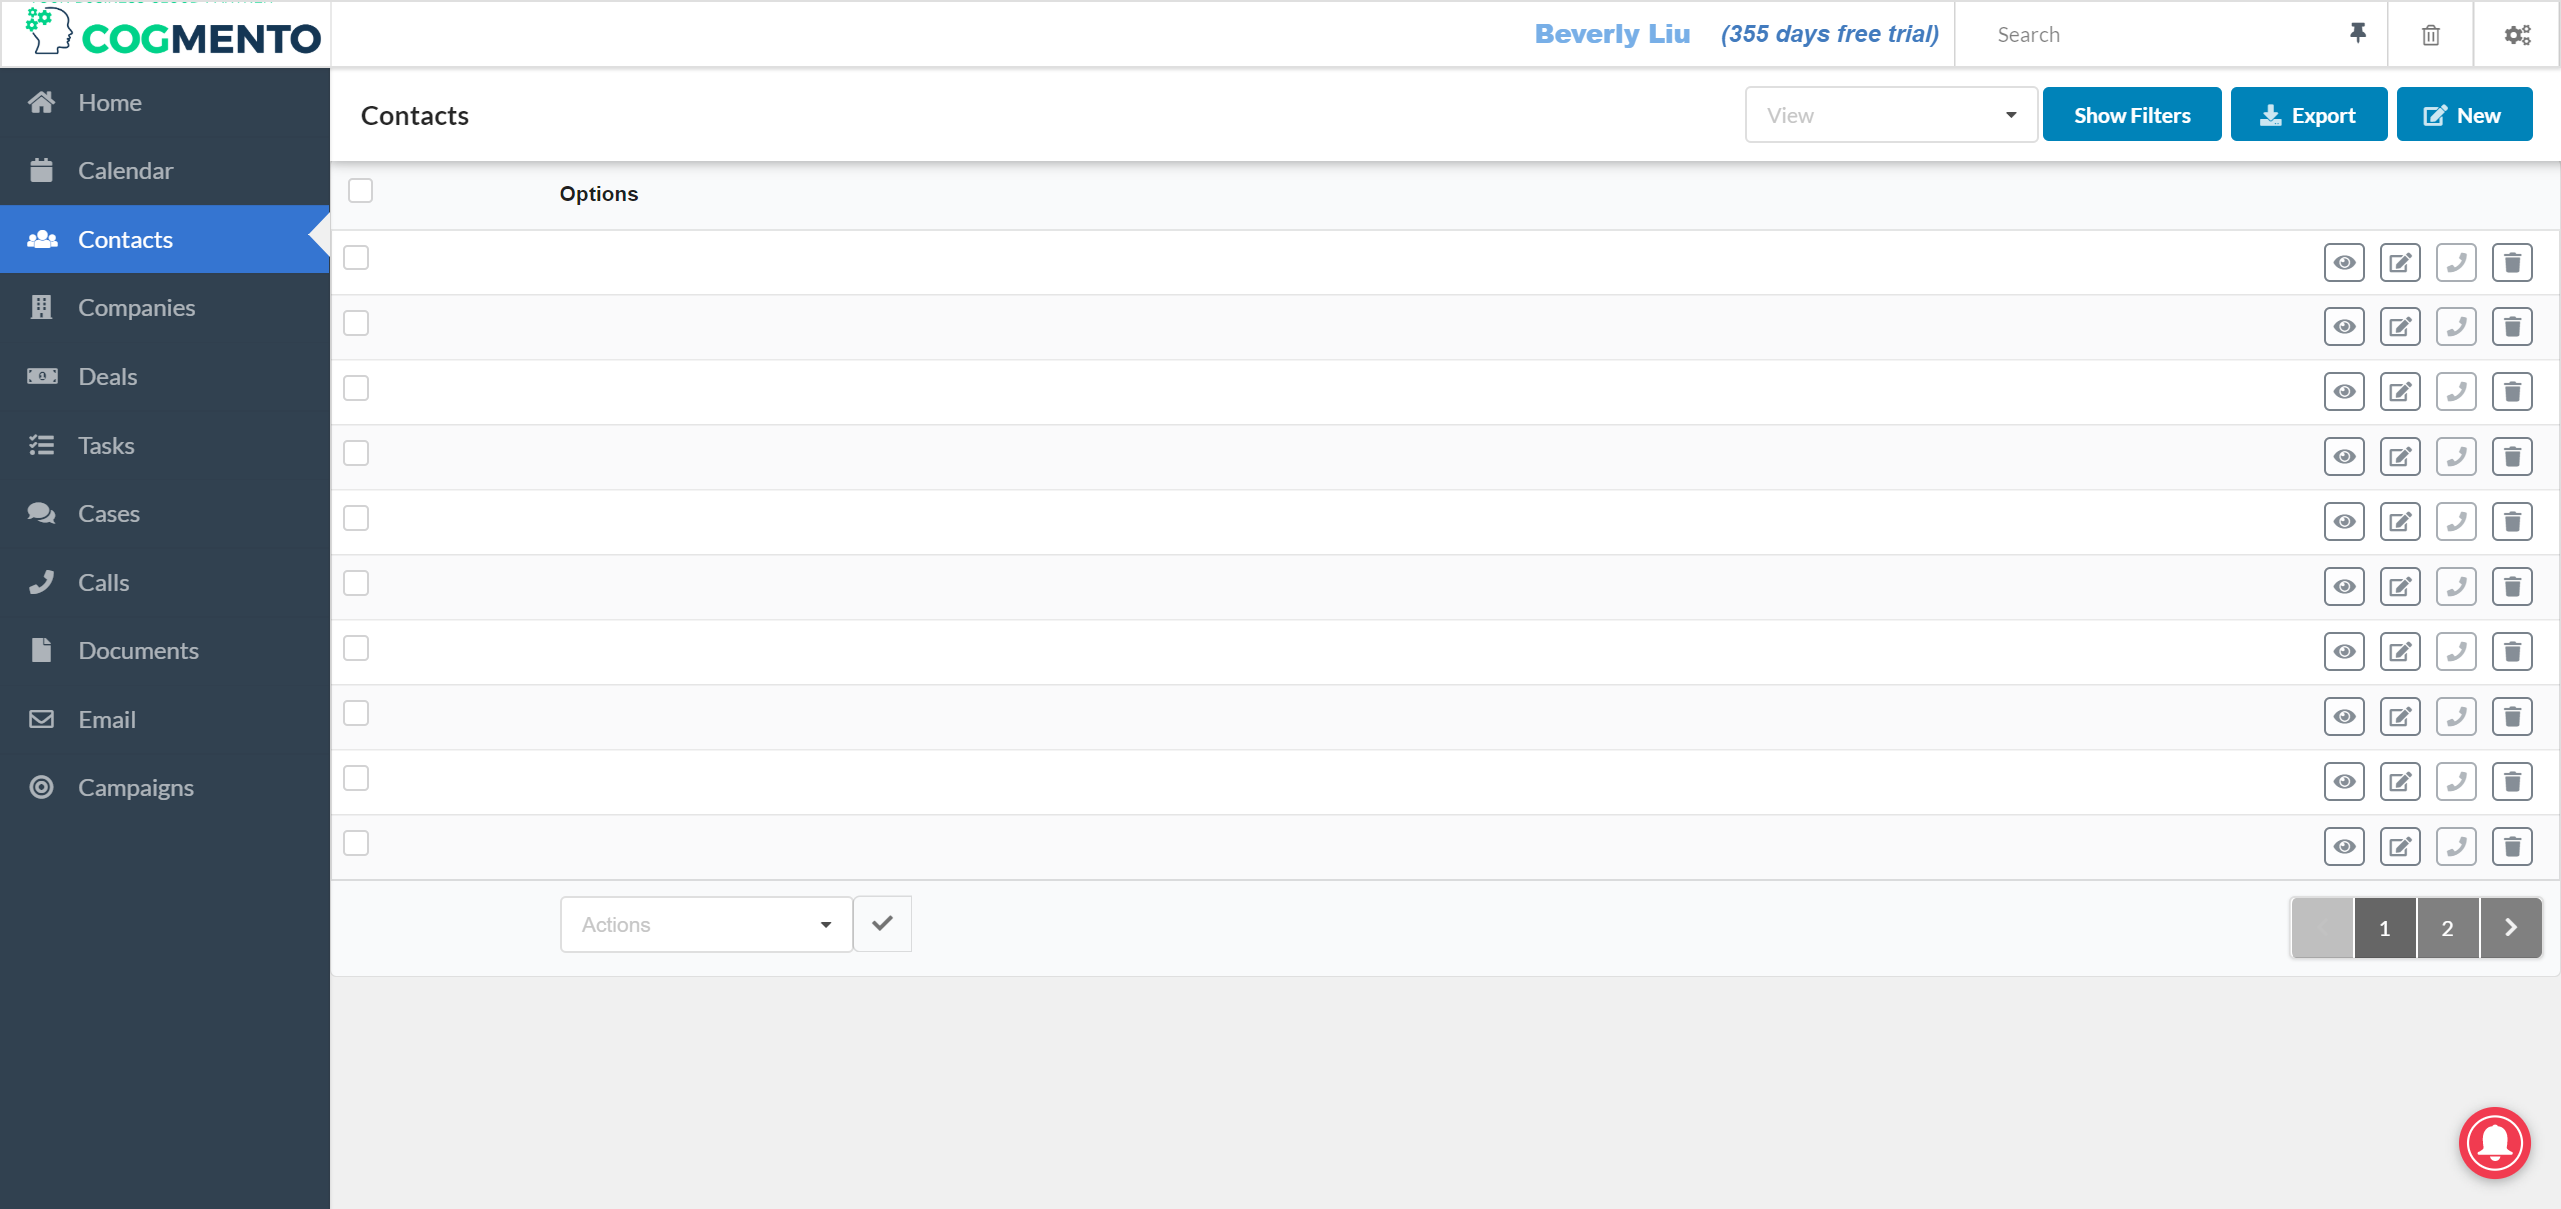 COGMENTO
Beverly Liu
(355 days free trial)
Search
Home
Calendar
Contacts
Companies
Deals
Tasks
Cases
Calls
Documents
Email
Campaigns
Contacts
View
Show Filters
Export
New
Options
Actions
1
2